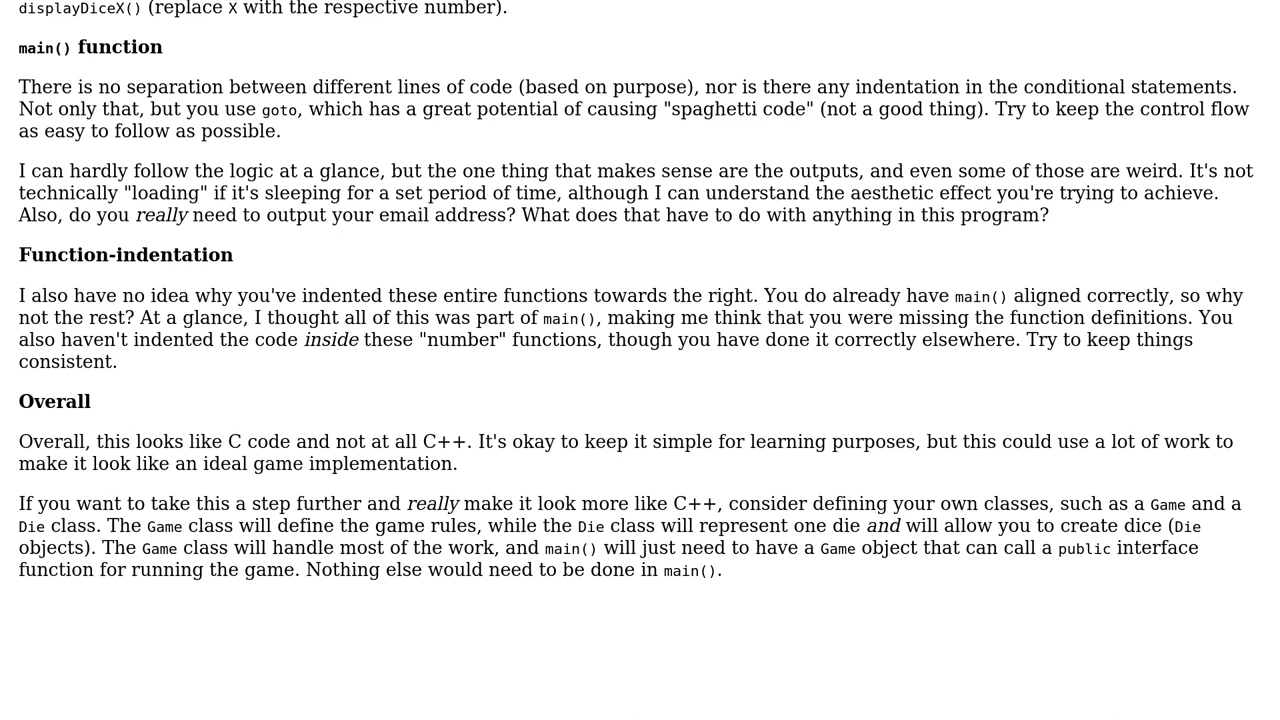 displayDiceX() (replace X with the respective number).
main() function
There is no separation between different lines of code (based on purpose), nor is there any indentation in the conditional statements.
Not only that, but you use goto, which has a great potential of causing "spaghetti code" (not a good thing). Try to keep the control flow
as easy to follow as possible.
I can hardly follow the logic at a glance, but the one thing that makes sense are the outputs, and even some of those are weird. It's not
technically "loading" if it's sleeping for a set period of time, although I can understand the aesthetic effect you're trying to achieve.
Also, do you really need to output your email address? What does that have to do with anything in this program?
Function-indentation
I also have no idea why you've indented these entire functions towards the right. You do already have main() aligned correctly, so why
not the rest? At a glance, I thought all of this was part of main(), making me think that you were missing the function definitions. You
also haven't indented the code inside these "number" functions, though you have done it correctly elsewhere. Try to keep things
consistent.
Overall
Overall, this looks like C code and not at all C++. It's okay to keep it simple for learning purposes, but this could use a lot of work to
make it look like an ideal game implementation.
If you want to take this a step further and really make it look more like C++, consider defining your own classes, such as a Game and a
Die class. The Game class will define the game rules, while the Die class will represent one die and will allow you to create dice (Die
objects). The Game class will handle most of the work, and main() will just need to have a Game object that can call a public interface
function for running the game. Nothing else would need to be done in main().